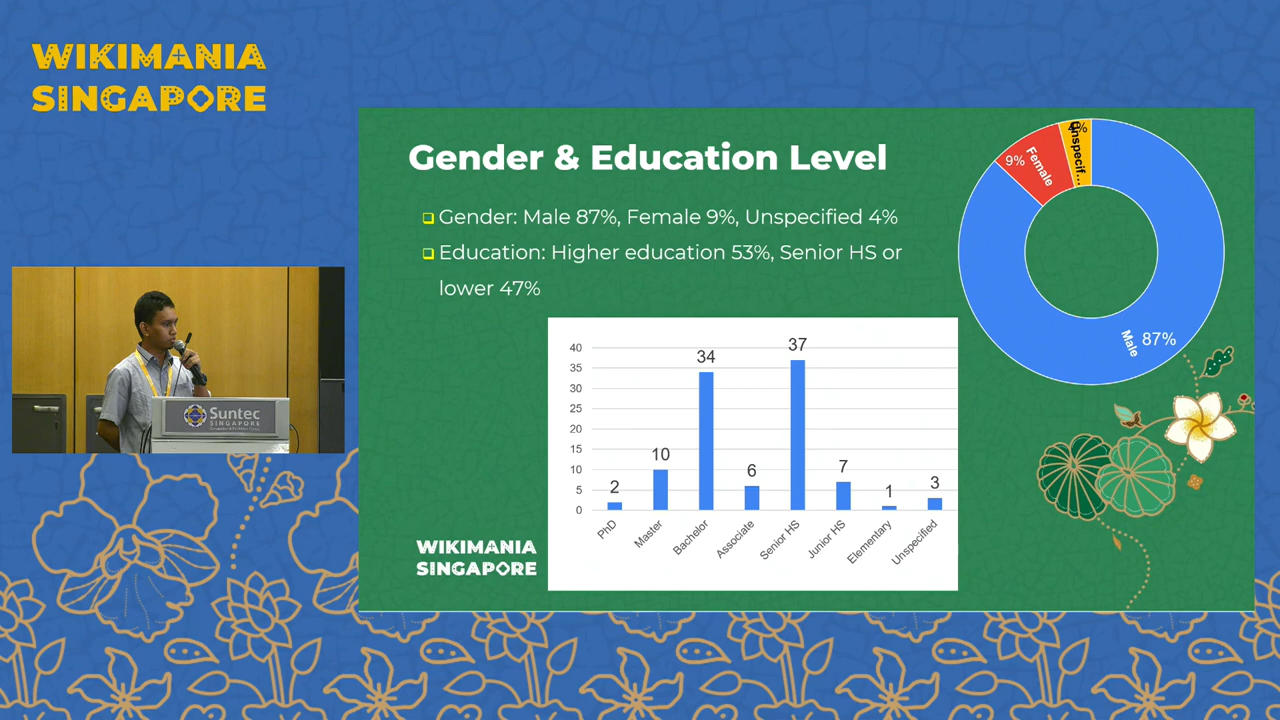 WIKIMANIA
SINGAPORE
Gender & Education Level
Gender: Male 87%, Female 9%, Unspecified 4%
Education: Higher education 53%, Senior HS or
lower 47%
9%
Female
4%
Unspecif...
Male
87%
40
35
30
25
20
15
10
5
0
2
10
34
6
37
7
1
3
PhD
Master
Bachelor
Associate
Senior HS
Junior HS
Elementary
Unspecified
Suntec
SINGAPORE
WIKIMANIA
SINGAPORE